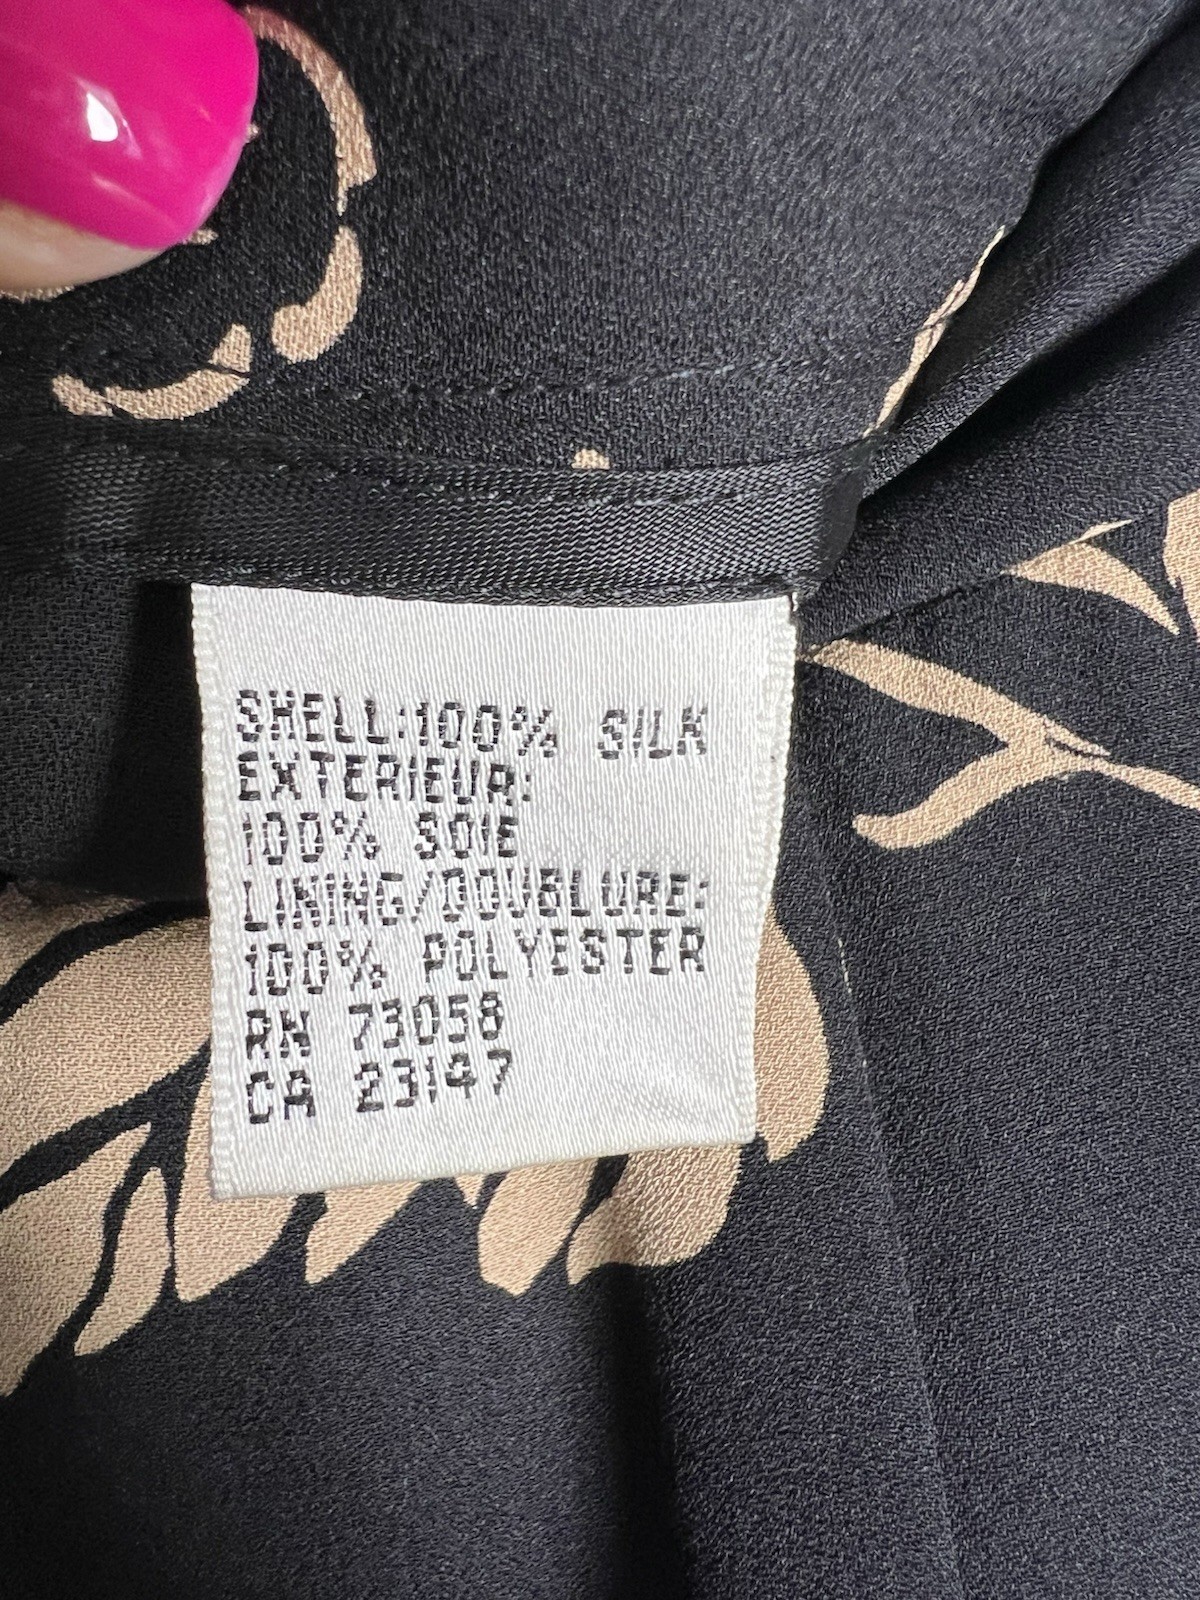 SHELL:100% SILK
EXTERIEUR:
100% SOIE
LINING/DOUBLURE:
100% POLYESTER
RN 73058
CA 23147